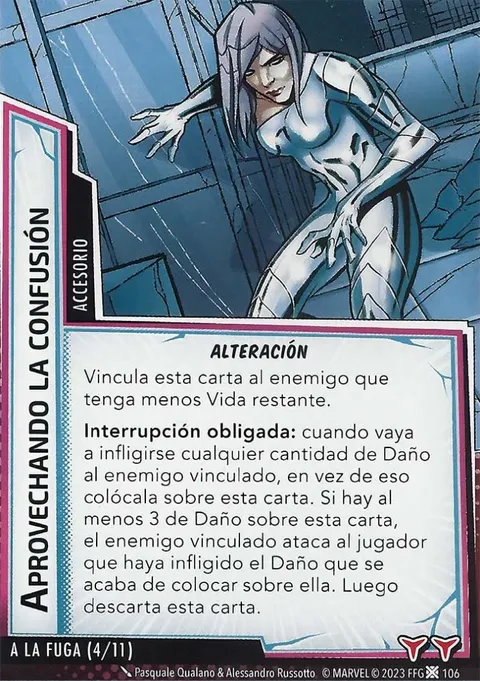 APROVECHANDO LA CONFUSIÓN
ACCESORIO
ALTERACIÓN
Vincula esta carta al enemigo que
tenga menos Vida restante.
Interrupción obligada: cuando vaya
a infligirse cualquier cantidad de Daño
al enemigo vinculado, en vez de eso
colócala sobre esta carta. Si hay al
menos 3 de Daño sobre esta carta,
el enemigo vinculado ataca al jugador
que haya infligido el Daño que se
acaba de colocar sobre ella. Luego
descarta esta carta.
A LA FUGA (4/11)
Pasquale Qualano & Alessandro Russotto © MARVEL © 2023 FFG 106